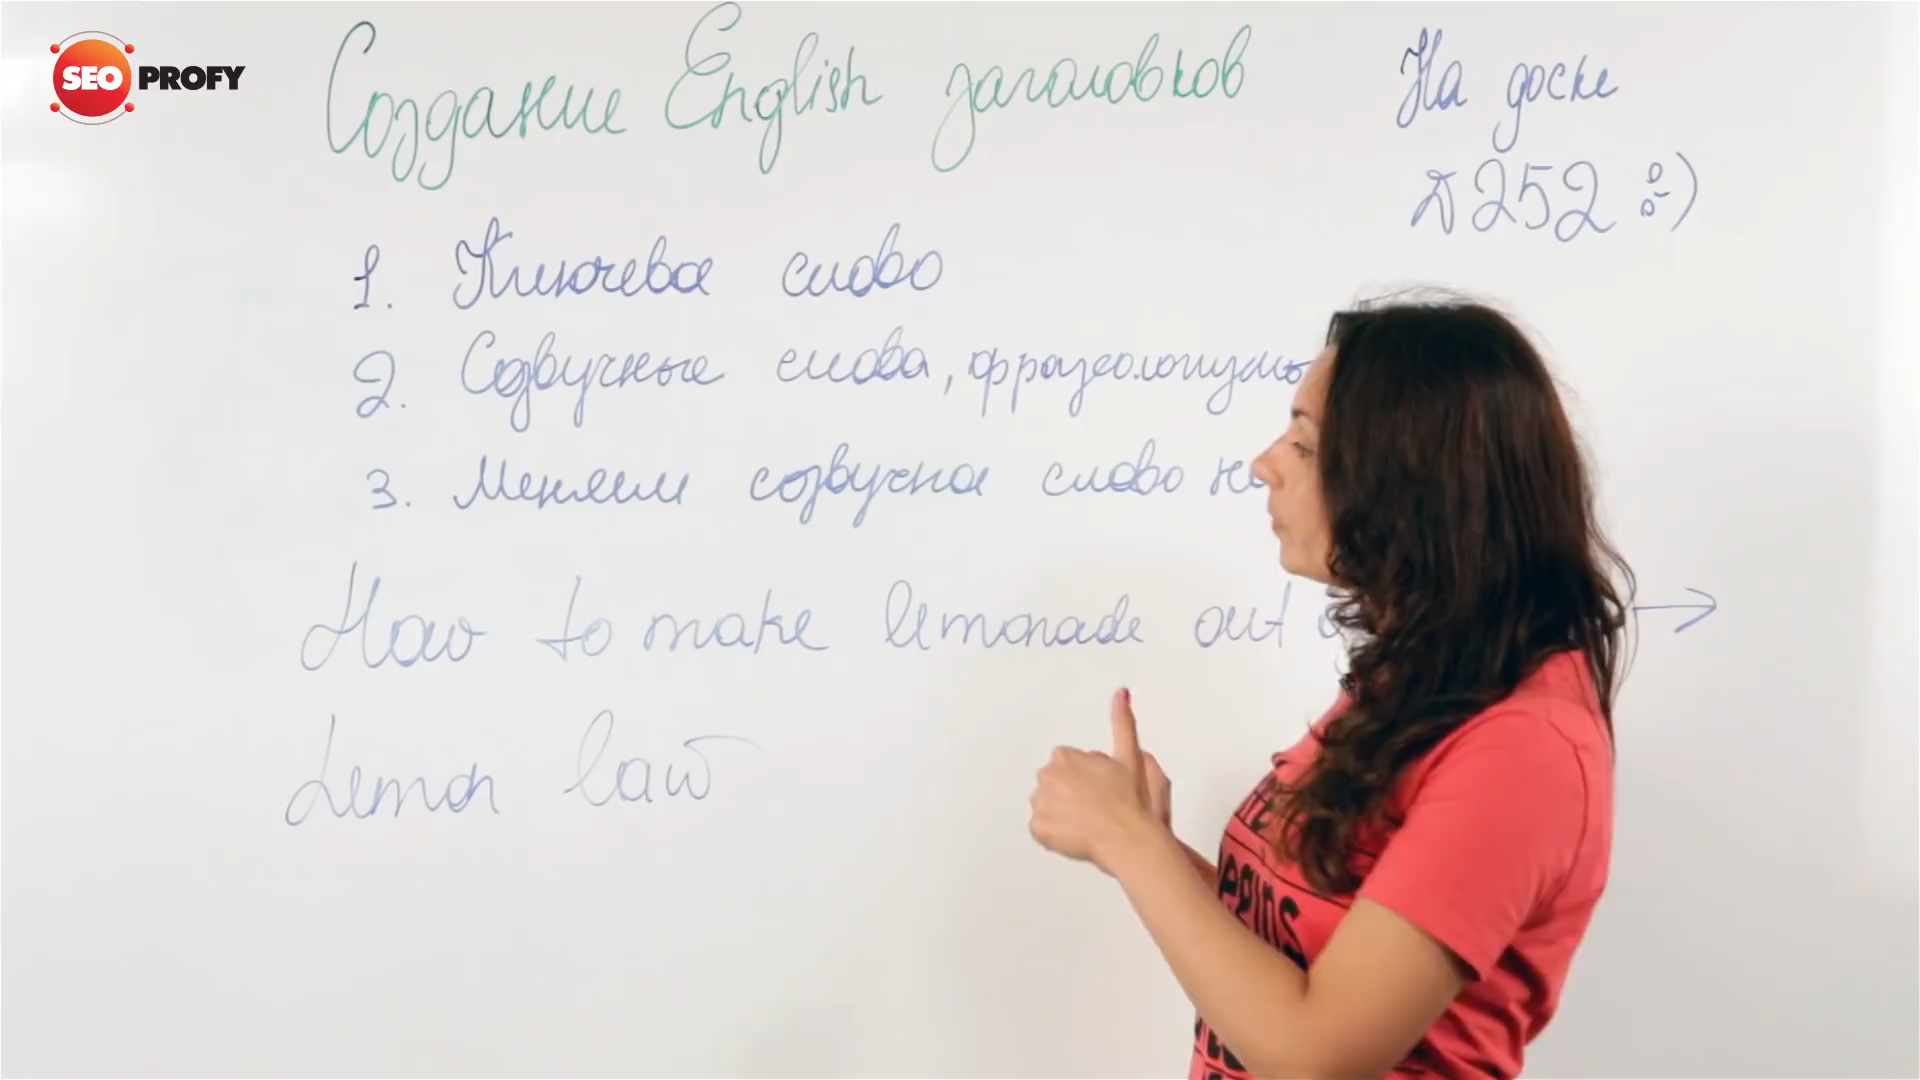 SEO PROFY
Создание English заголовков
На доске
Д252 :)
1. Ключевое слово
2. Созвучные слова, фразеологизмы
3. Меняем созвучное слово на
How to make lemonade out
Lemon law